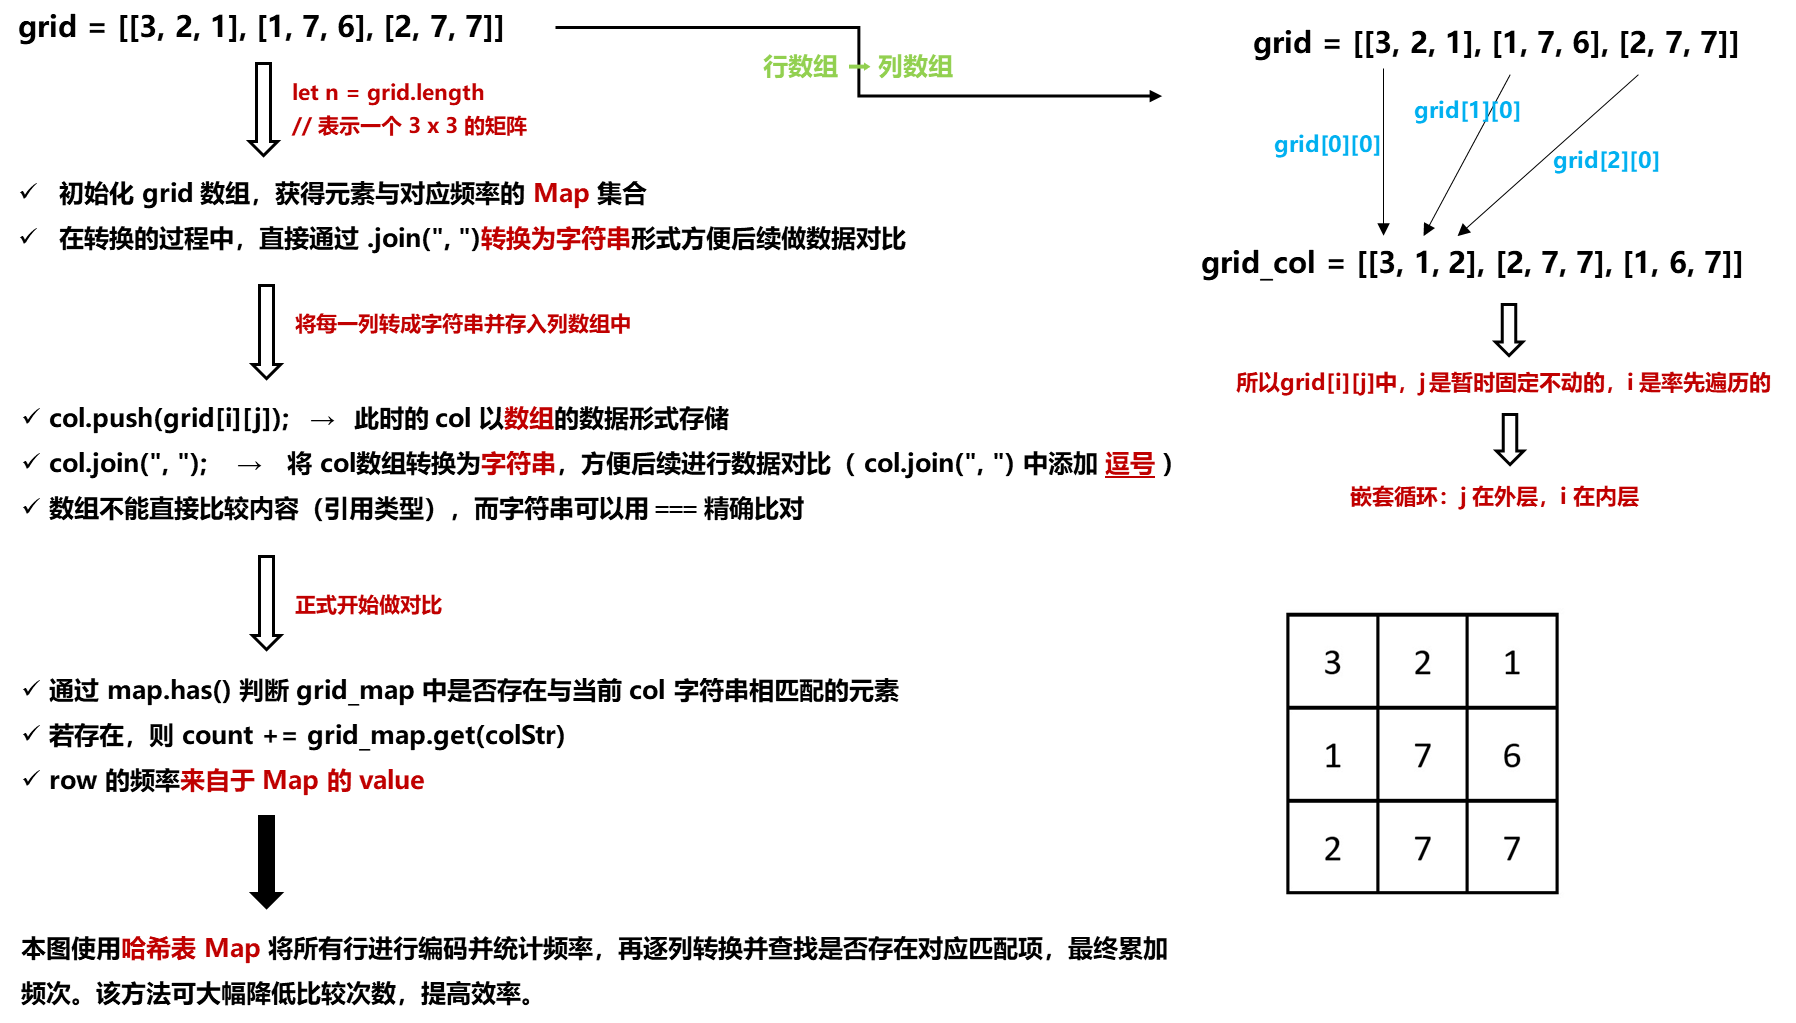 grid = [[3, 2, 1], [1, 7, 6], [2, 7, 7]]
let n = grid.length
// 表示一个 3 x 3 的矩阵
✓ 初始化 grid 数组，获得元素与对应频率的 Map 集合
✓ 在转换的过程中，直接通过 .join(", ")转换为字符串形式方便后续做数据对比
将每一列转成字符串并存入列数组中
✓ col.push(grid[i][j]); → 此时的 col 以数组的数据形式存储
✓ col.join(", "); → 将 col数组转换为字符串，方便后续进行数据对比（ col.join(", ") 中添加 逗号 ）
✓ 数组不能直接比较内容（引用类型），而字符串可以用 === 精确比对
正式开始做对比
✓ 通过 map.has() 判断 grid_map 中是否存在与当前 col 字符串相匹配的元素
✓ 若存在，则 count += grid_map.get(colStr)
✓ row 的频率来自于 Map 的 value
本图使用哈希表 Map 将所有行进行编码并统计频率，再逐列转换并查找是否存在对应匹配项，最终累加
频次。该方法可大幅降低比较次数，提高效率。
行数组 → 列数组
grid = [[3, 2, 1], [1, 7, 6], [2, 7, 7]]
grid[1][0]
grid[0][0]
grid[2][0]
grid_col = [[3, 1, 2], [2, 7, 7], [1, 6, 7]]
所以grid[i][j]中，j 是暂时固定不动的，i 是率先遍历的
嵌套循环：j 在外层，i 在内层
3 2 1
1 7 6
2 7 7